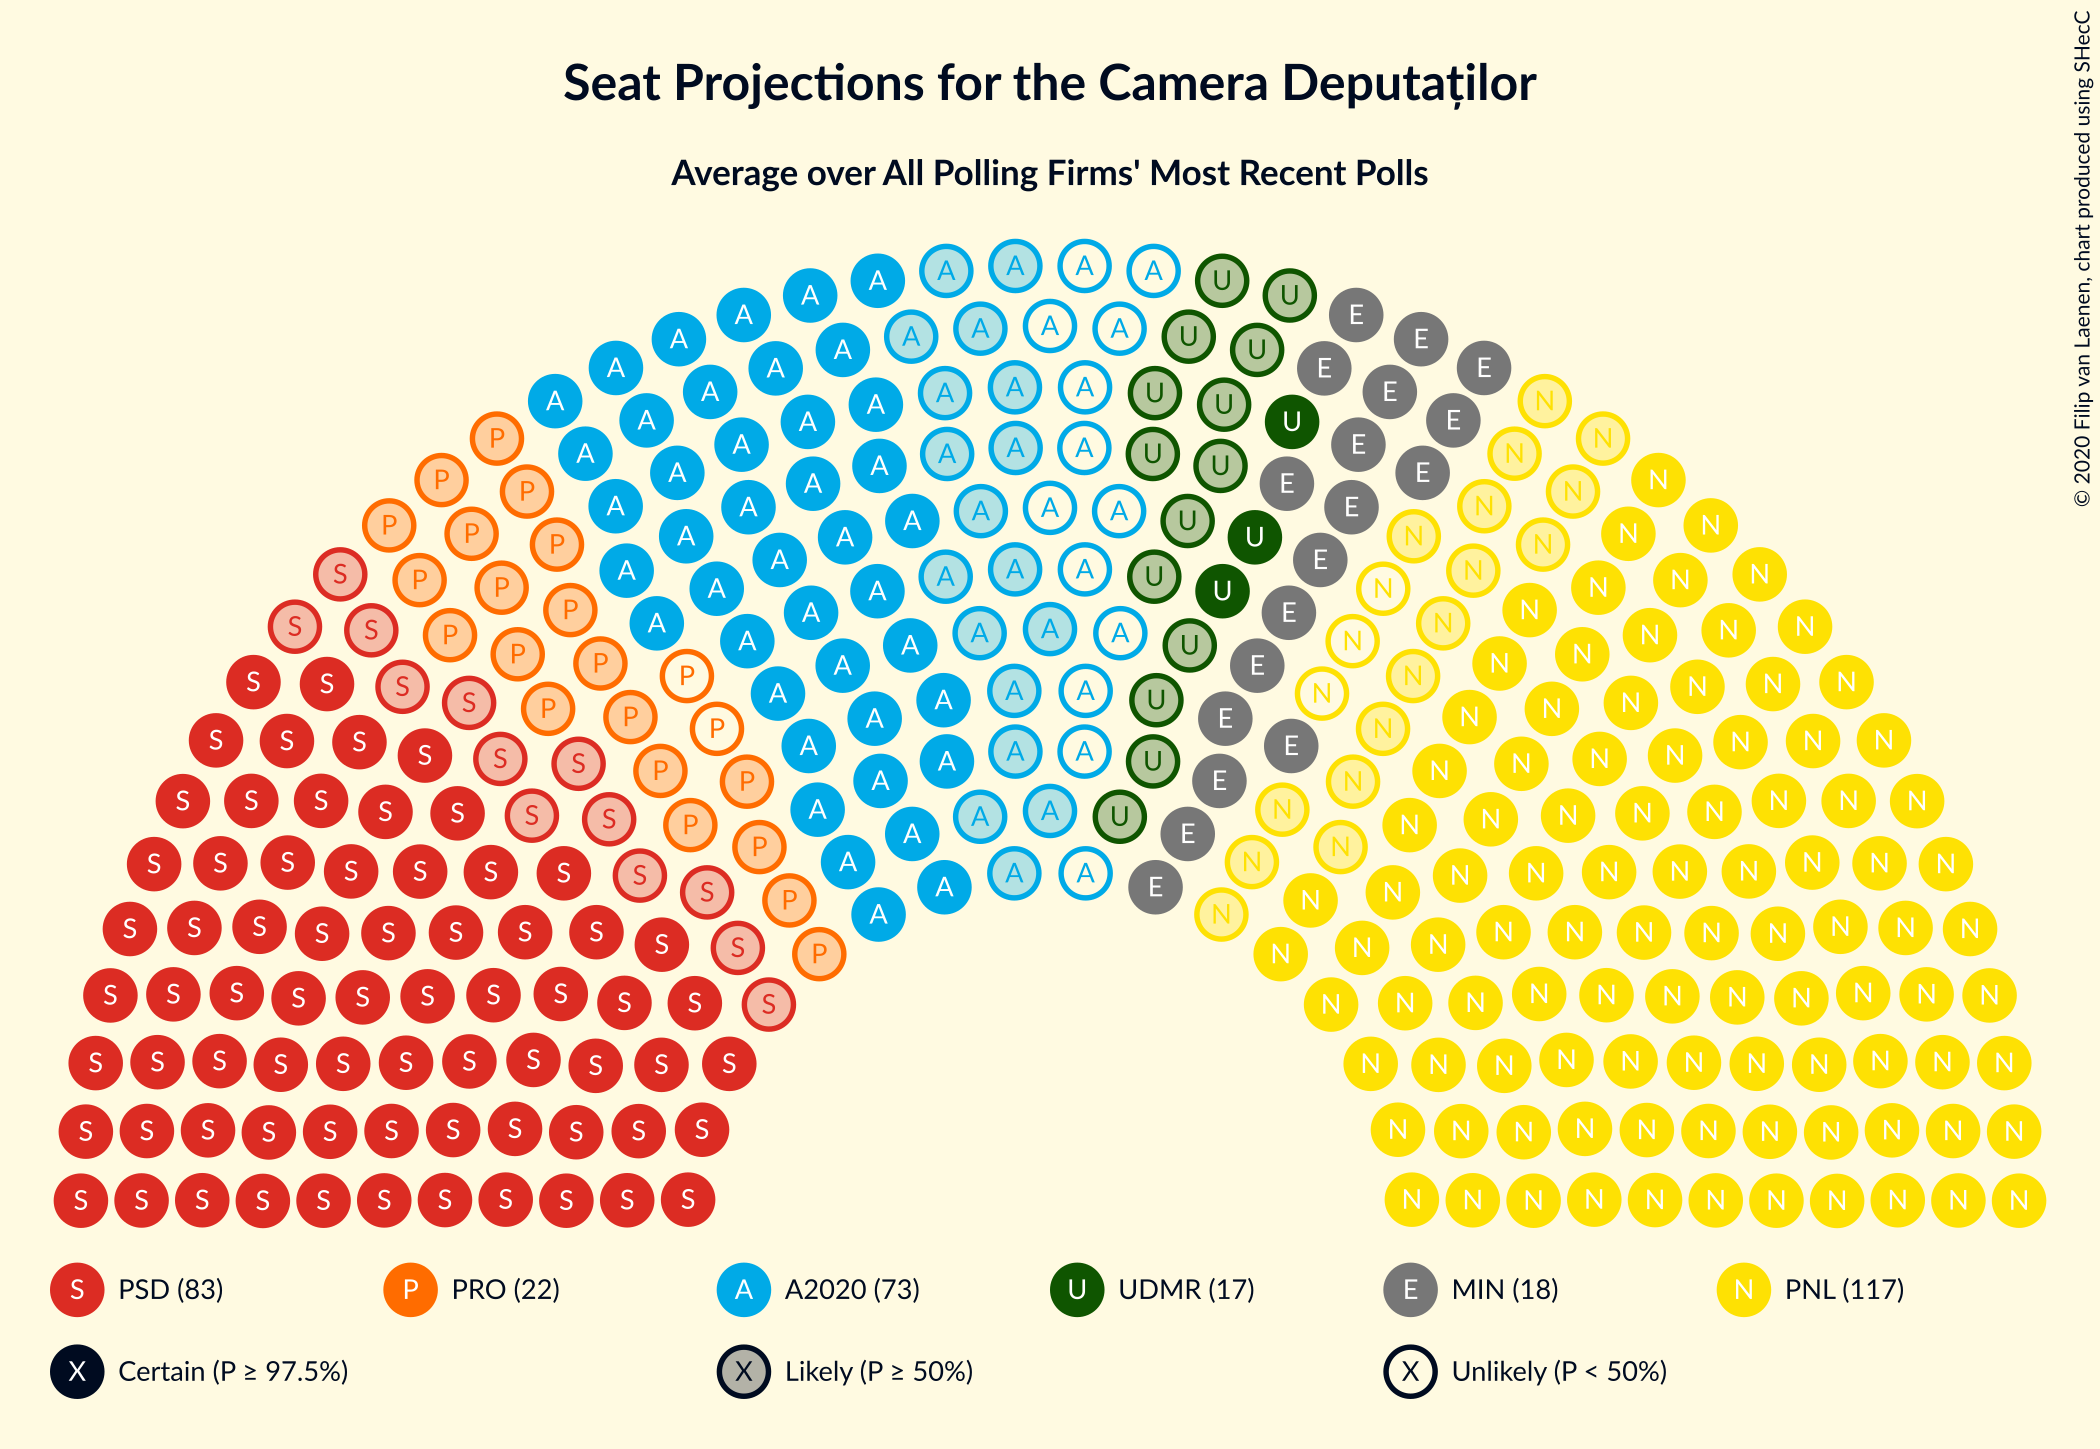 Seat Projections for the Camera Deputaților
Average over All Polling Firms' Most Recent Polls
© 2020 Filip van Laenen, chart produced using SHecC
S PSD (83) P PRO (22) A A2020 (73) U UDMR (17) E MIN (18) N PNL (117)
X Certain (P ≥ 97.5%) X Likely (P ≥ 50%) X Unlikely (P < 50%)